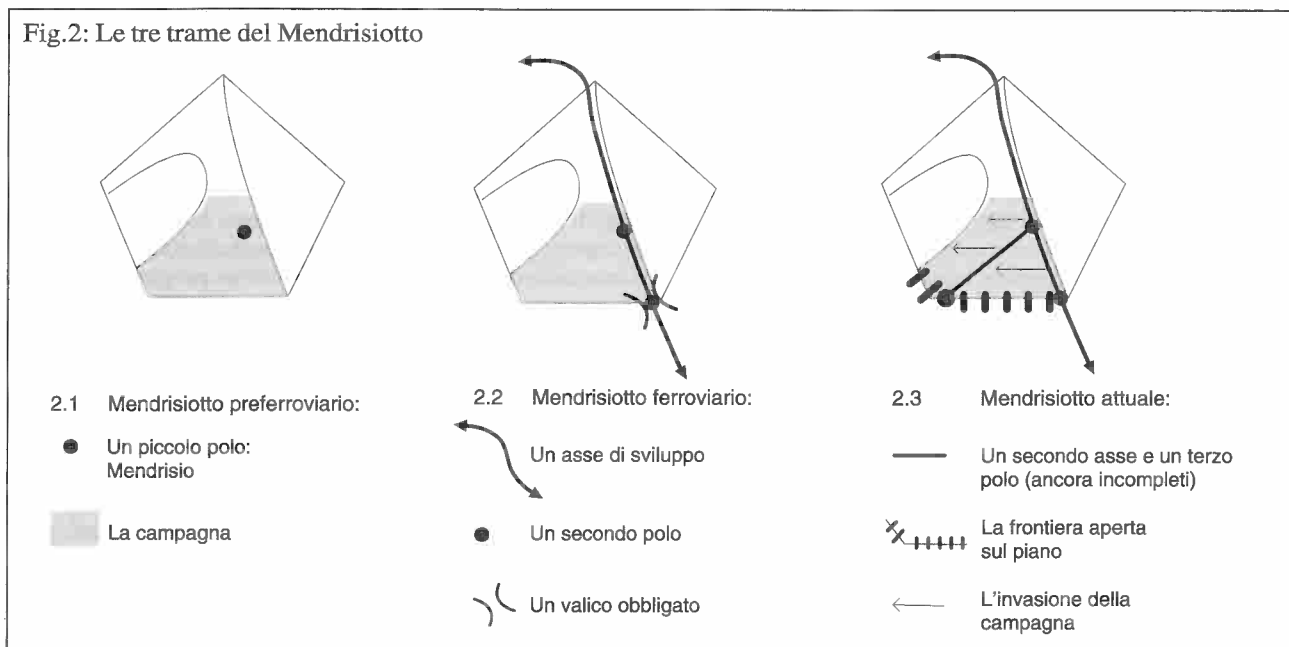 Fig.2: Le tre trame del Mendrisiotto
2.1 Mendrisiotto preferroviario:
Un piccolo polo:
Mendrisio
La campagna
2.2 Mendrisiotto ferroviario:
Un asse di sviluppo
Un secondo polo
Un valico obbligato
2.3 Mendrisiotto attuale:
Un secondo asse e un terzo
polo (ancora incompleti)
La frontiera aperta
sul piano
L'invasione della
campagna